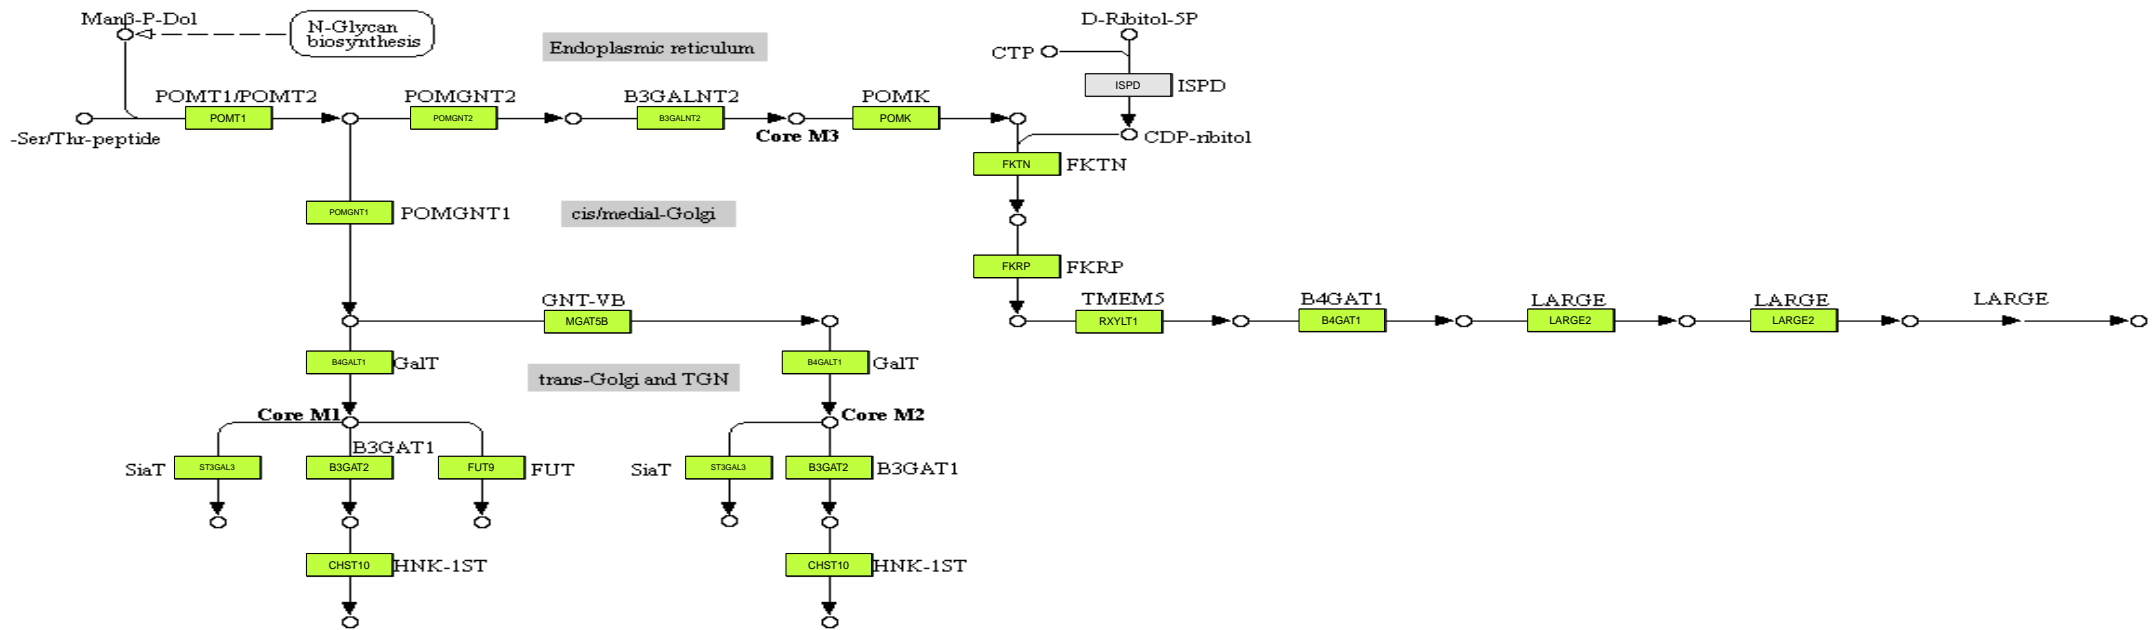 Manβ-P-Dol
N-Glycan
biosynthesis
Endoplasmic reticulum
D-Ribitol-5P
CTP
ISPD
ISPD
POMT1/POMT2
POMGNT2
B3GALNT2
POMK
POMT1
POMGNT2
B3GALNT2
POMK
-Ser/Thr-peptide
Core M3
CDP-ribitol
FKTN
FKTN
POMGNT1
POMGNT1
cis/medial-Golgi
FKRP
FKRP
GNT-VB
TMEM5
B4GAT1
LARGE
LARGE
LARGE
MGAT5B
RXYLT1
B4GAT1
LARGE2
LARGE2
B4GALT1
GalT
B4GALT1
GalT
trans-Golgi and TGN
Core M1
Core M2
B3GAT1
SiaT
ST3GAL3
B3GAT2
FUT9
FUT
SiaT
ST3GAL3
B3GAT2
B3GAT1
CHST10
HNK-1ST
CHST10
HNK-1ST